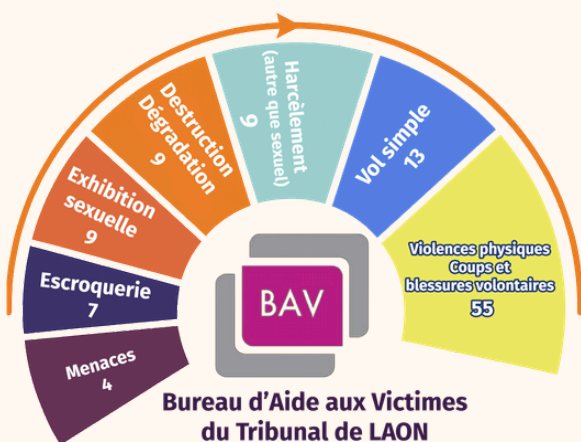 Menaces
4
Escroquerie
7
Exhibition
sexuelle
9
Destruction
Dégradation
9
Harcèlement
(autre que sexuel)
9
Vol simple
13
Violences physiques
Coups et
blessures volontaires
55
BAV
Bureau d'Aide aux Victimes
du Tribunal de LAON